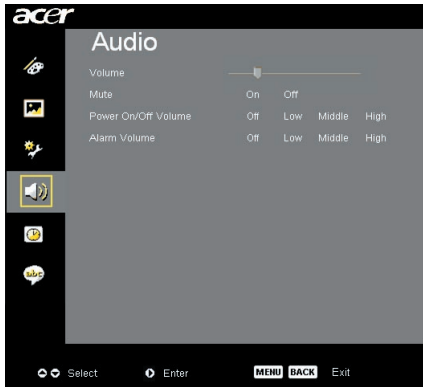 acer
Audio
Volume
Mute On Off
Power On/Off Volume Off Low Middle High
Alarm Volume Off Low Middle High
abc
Select Enter MENU BACK Exit